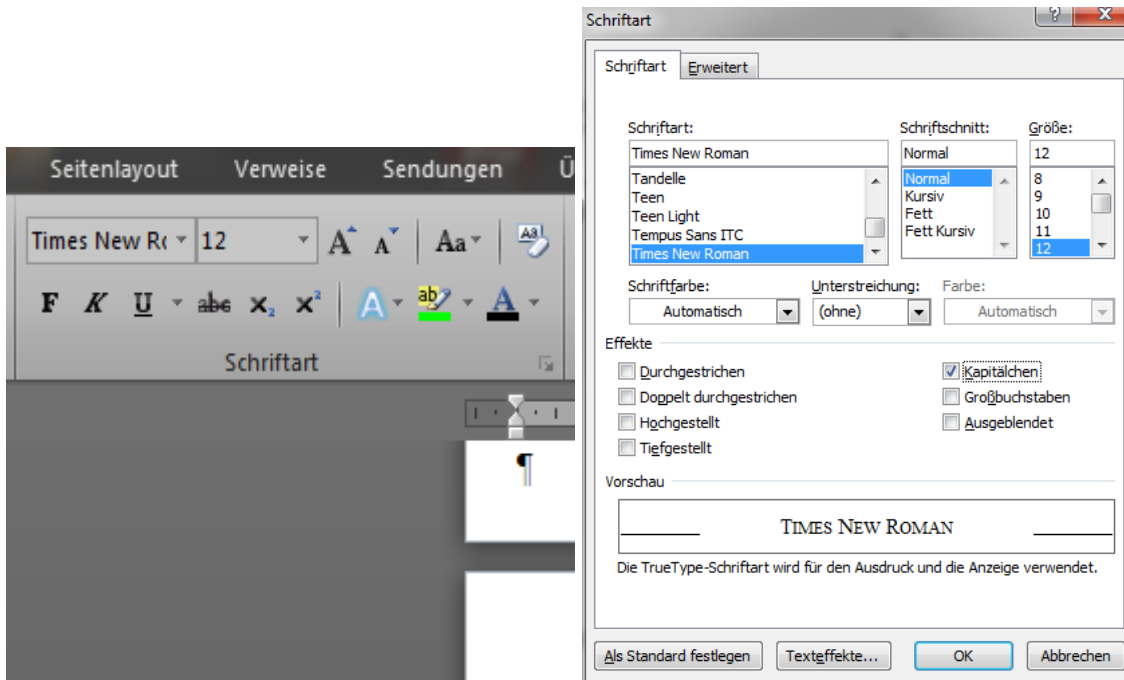 Seitenlayout Verweise Sendungen Ü
Times New Ro 12 A A Aa Aa
F K U abc x₂ x² A ab A
Schriftart
¶
Schriftart
Schriftart Erweitert
Schriftart: Schriftschnitt: Größe:
Times New Roman Normal 12
Tandelle Normal 8
Teen Kursiv 9
Teen Light Fett 10
Tempus Sans ITC Fett Kursiv 11
Times New Roman 12
Schriftfarbe: Unterstreichung: Farbe:
Automatisch (ohne) Automatisch
Effekte
Durchgestrichen Kapitälchen
Doppelt durchgestrichen Großbuchstaben
Hochgestellt Ausgeblendet
Tiefgestellt
Vorschau
TIMES NEW ROMAN
Die TrueType-Schriftart wird für den Ausdruck und die Anzeige verwendet.
Als Standard festlegen Texteffekte... OK Abbrechen